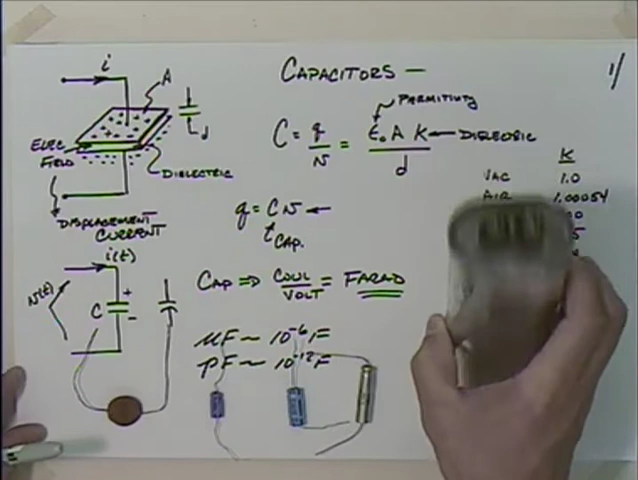 CAPACITORS —
1/
i
A
d
ELEC FIELD
DIELECTRIC
DISPLACEMENT CURRENT
C = q/v = ε₀ A K / d
PERMITIVITY
DIELECTRIC
K
VAC 1.0
AIR 1.00054
q = C v
CAP.
CAP ⇒ COUL/VOLT = FARAD
i(t)
v(t)
C
+
-
μF ~ 10⁻⁶ F
pF ~ 10⁻¹² F